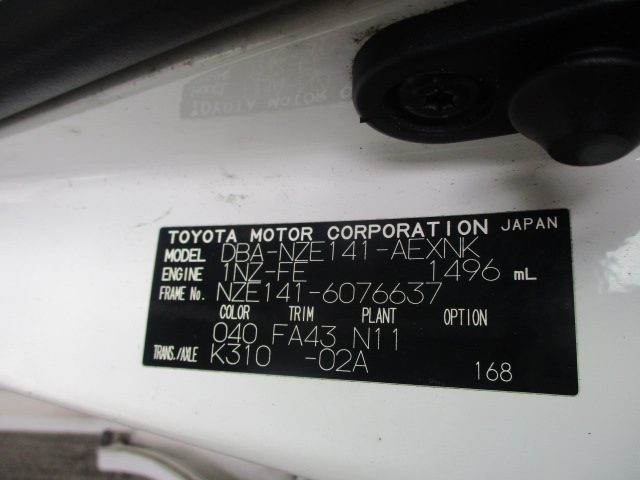 TOYOTA MOTOR CORPORATION JAPAN
MODEL DBA-NZE141-AEXNK
ENGINE 1NZ-FE 1496 mL
FRAME No. NZE141-6076637
COLOR TRIM PLANT OPTION
040 FA43 N11
TRANS./AXLE K310 -02A
168